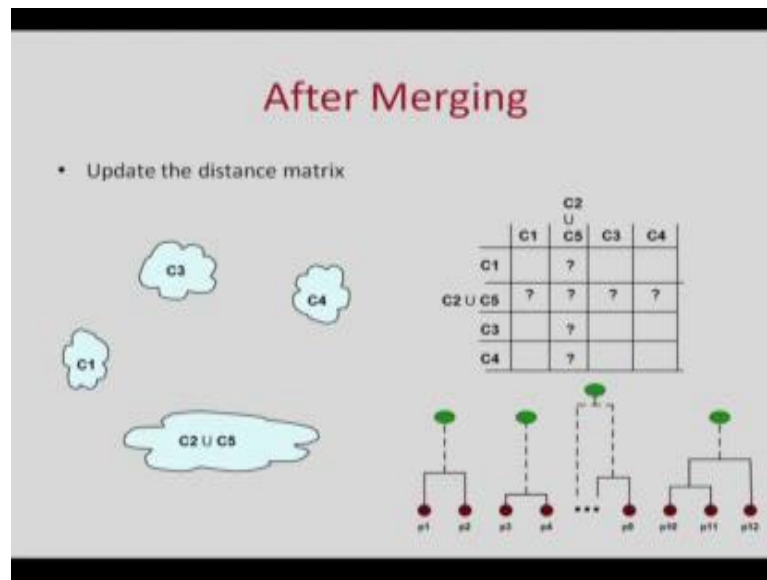 After Merging
• Update the distance matrix
C2
U
C1 C5 C3 C4
C1 ?
C2 U C5 ? ? ? ?
C3 ?
C4 ?
C3
C4
C1
C2 U C5
...
p1 p2 p3 p4 p9 p10 p11 p12